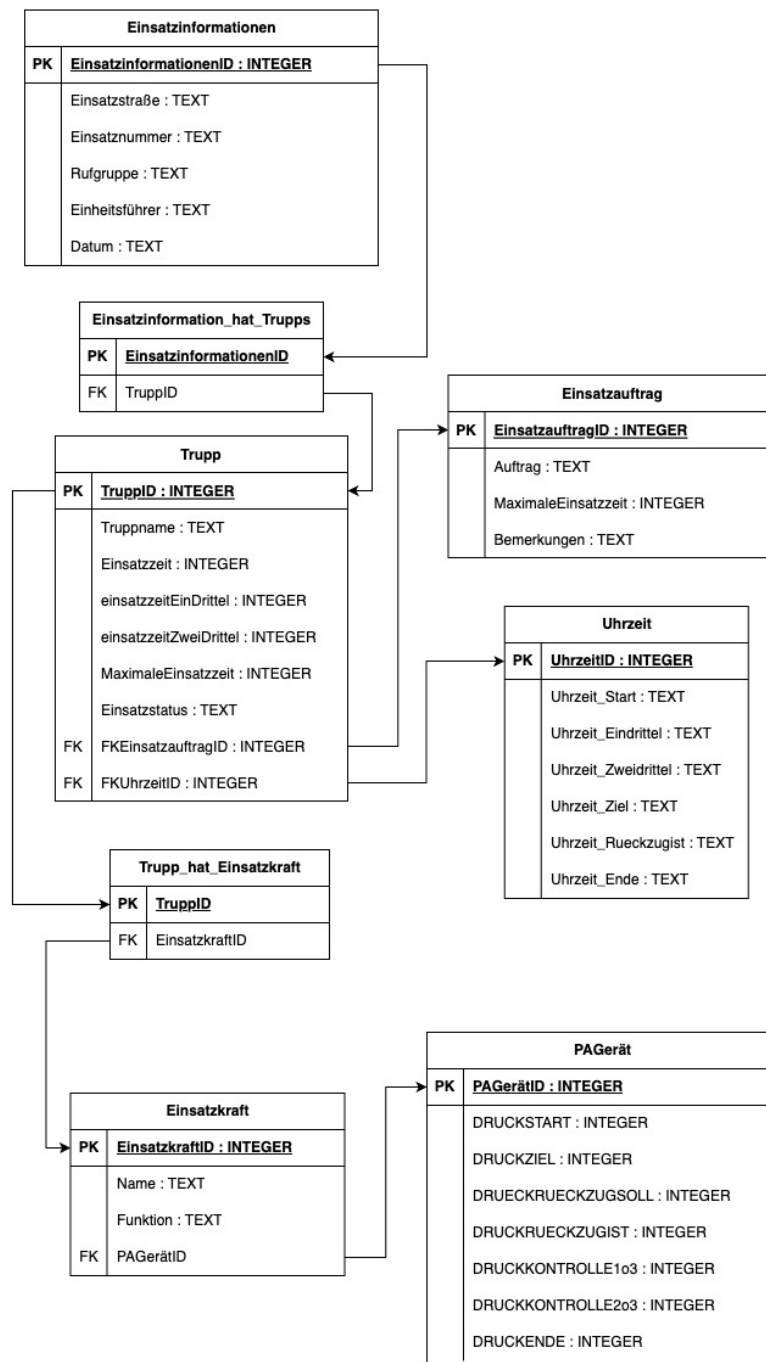 Einsatzinformationen
PK EinsatzinformationenID : INTEGER
Einsatzstraße : TEXT
Einsatznummer : TEXT
Rufgruppe : TEXT
Einheitsführer : TEXT
Datum : TEXT
Einsatzinformation_hat_Trupps
PK EinsatzinformationenID
FK TruppID
Einsatzauftrag
PK EinsatzauftragID : INTEGER
Auftrag : TEXT
MaximaleEinsatzzeit : INTEGER
Bemerkungen : TEXT
Trupp
PK TruppID : INTEGER
Truppname : TEXT
Einsatzzeit : INTEGER
einsatzzeitEinDrittel : INTEGER
einsatzzeitZweiDrittel : INTEGER
MaximaleEinsatzzeit : INTEGER
Einsatzstatus : TEXT
FK FKEinsatzauftragID : INTEGER
FK FKUhrzeitID : INTEGER
Uhrzeit
PK UhrzeitID : INTEGER
Uhrzeit_Start : TEXT
Uhrzeit_Eindrittel : TEXT
Uhrzeit_Zweidrittel : TEXT
Uhrzeit_Ziel : TEXT
Uhrzeit_Rueckzugist : TEXT
Uhrzeit_Ende : TEXT
Trupp_hat_Einsatzkraft
PK TruppID
FK EinsatzkraftID
Einsatzkraft
PK EinsatzkraftID : INTEGER
Name : TEXT
Funktion : TEXT
FK PAGerätID
PAGerät
PK PAGerätID : INTEGER
DRUCKSTART : INTEGER
DRUCKZIEL : INTEGER
DRUECKRUECKZUGSOLL : INTEGER
DRUCKRUECKZUGIST : INTEGER
DRUCKKONTROLLE1o3 : INTEGER
DRUCKKONTROLLE2o3 : INTEGER
DRUCKENDE : INTEGER